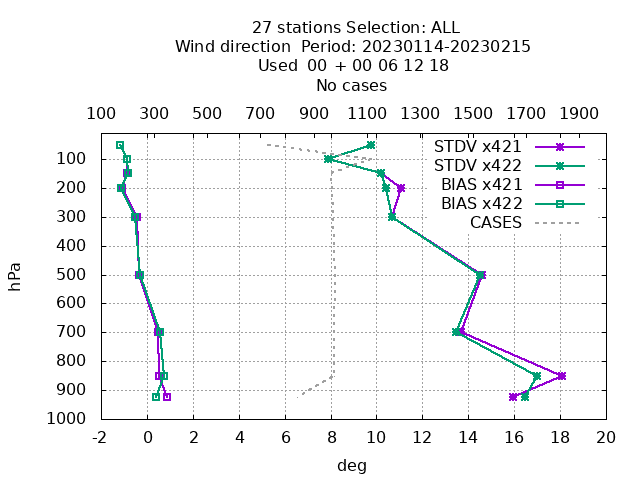 27 stations Selection: ALL
Wind direction  Period: 20230114-20230215
Used  00 + 00 06 12 18
No cases
100 300 500 700 900 1100 1300 1500 1700 1900
STDV x421
STDV x422
BIAS x421
BIAS x422
CASES
100
200
300
400
500
600
700
800
900
1000
hPa
-2 0 2 4 6 8 10 12 14 16 18 20
deg